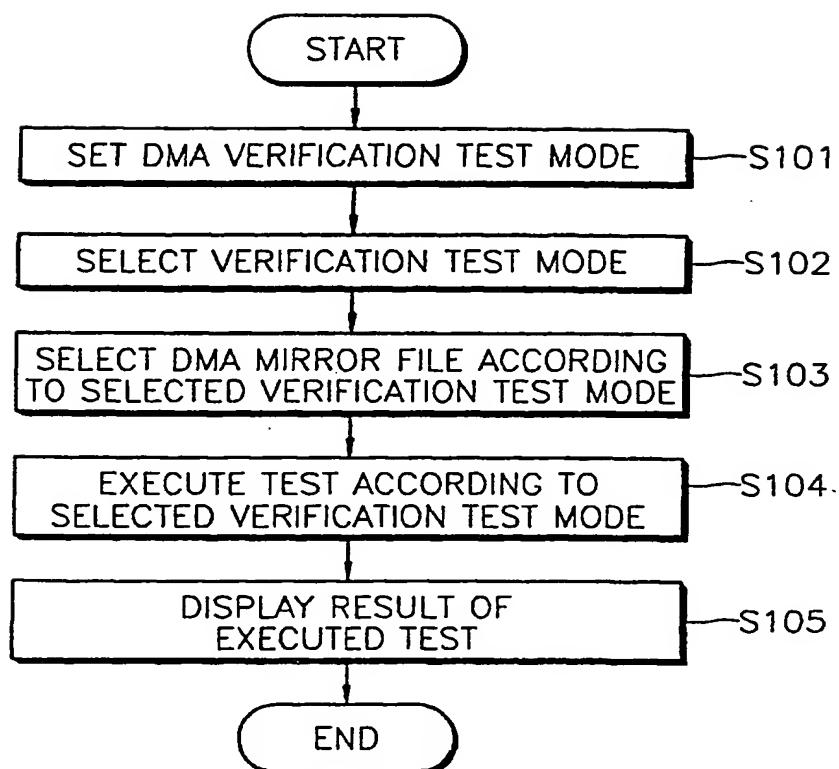 START
SET DMA VERIFICATION TEST MODE
S101
SELECT VERIFICATION TEST MODE
S102
SELECT DMA MIRROR FILE ACCORDING
TO SELECTED VERIFICATION TEST MODE
S103
EXECUTE TEST ACCORDING TO
SELECTED VERIFICATION TEST MODE
S104
DISPLAY RESULT OF
EXECUTED TEST
S105
END